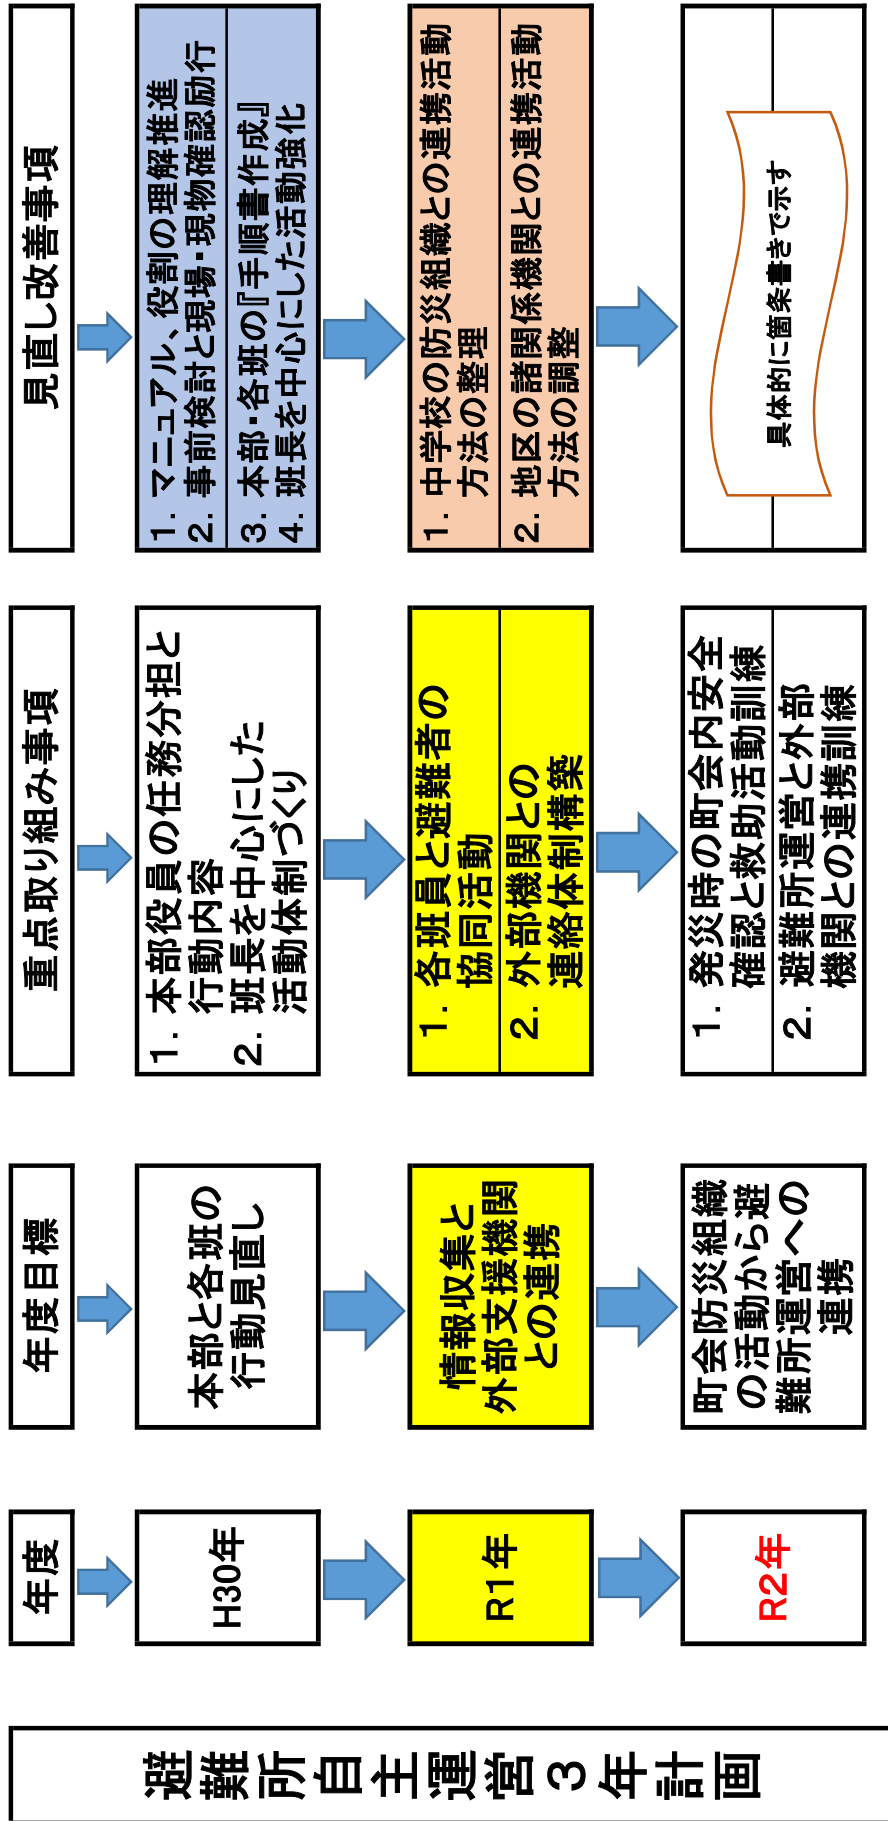 避難所自主運営３年計画
年度
年度目標
重点取り組み事項
見直し改善事項
H30年
本部と各班の
行動見直し
1. 本部役員の任務分担と
行動内容
2. 班長を中心にした
活動体制づくり
1. マニュアル、役割の理解推進
2. 事前検討と現場・現物確認励行
3. 本部・各班の『手順書作成』
4. 班長を中心にした活動強化
R1年
情報収集と
外部支援機関
との連携
1. 各班員と避難者の
協同活動
2. 外部機関との
連絡体制構築
1. 中学校の防災組織との連携活動
方法の整理
2. 地区の諸関係機関との連携活動
方法の調整
R2年
町会防災組織
の活動から避
難所運営への
連携
1. 発災時の町会内安全
確認と救助活動訓練
2. 避難所運営と外部
機関との連携訓練
具体的に箇条書きで示す